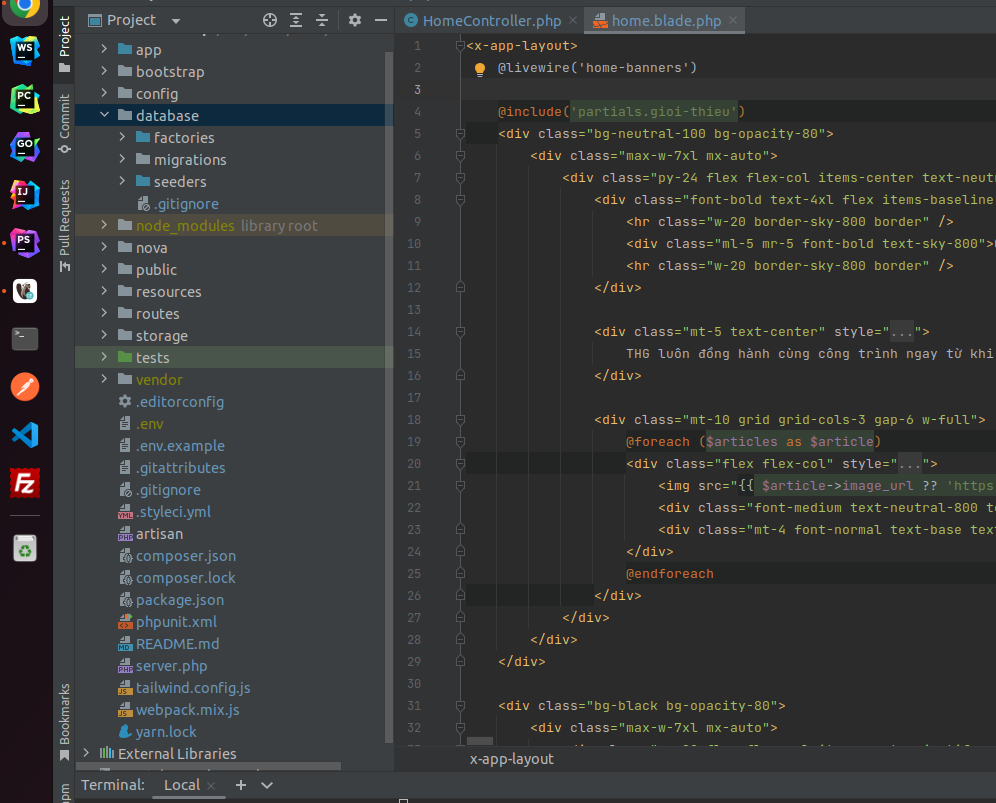 Project
HomeController.php
home.blade.php
WS
PC
GO
IJ
PS
Project
Commit
Pull Requests
Bookmarks
app
bootstrap
config
database
factories
migrations
seeders
.gitignore
node_modules library root
nova
public
resources
routes
storage
tests
vendor
.editorconfig
.env
.env.example
.gitattributes
.gitignore
.styleci.yml
artisan
composer.json
composer.lock
package.json
phpunit.xml
README.md
server.php
tailwind.config.js
webpack.mix.js
yarn.lock
External Libraries
1 <x-app-layout>
2 @livewire('home-banners')
3
4 @include('partials.gioi-thieu')
5 <div class="bg-neutral-100 bg-opacity-80">
6 <div class="max-w-7xl mx-auto">
7 <div class="py-24 flex flex-col items-center text-neut
8 <div class="font-bold text-4xl flex items-baseline
9 <hr class="w-20 border-sky-800 border" />
10 <div class="ml-5 mr-5 font-bold text-sky-800">
11 <hr class="w-20 border-sky-800 border" />
12 </div>
13
14 <div class="mt-5 text-center" style="...">
15 THG luôn đồng hành cùng công trình ngay từ khi
16 </div>
17
18 <div class="mt-10 grid grid-cols-3 gap-6 w-full">
19 @foreach ($articles as $article)
20 <div class="flex flex-col" style="...">
21 <img src="{{ $article->image_url ?? 'https
22 <div class="font-medium text-neutral-800 te
23 <div class="mt-4 font-normal text-base tex
24 </div>
25 @endforeach
26 </div>
27 </div>
28 </div>
29 </div>
30
31 <div class="bg-black bg-opacity-80">
32 <div class="max-w-7xl mx-auto">
x-app-layout
Terminal: Local